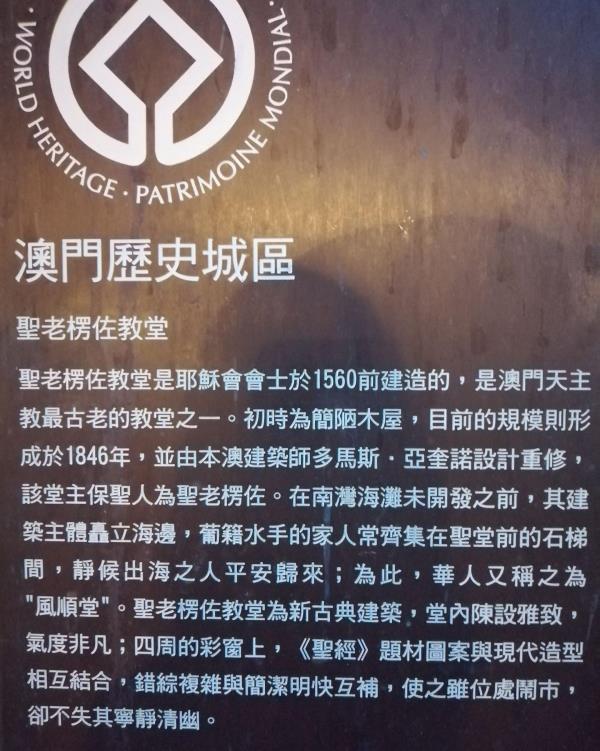 · WORLD HERITAGE · PATRIMOINE MONDIAL ·
澳門歷史城區
聖老楞佐教堂
聖老楞佐教堂是耶穌會會士於1560前建造的，是澳門天主
教最古老的教堂之一。初時為簡陋木屋，目前的規模則形
成於1846年，並由本澳建築師多馬斯·亞奎諾設計重修，
該堂主保聖人為聖老楞佐。在南灣海灘未開發之前，其建
築主體矗立海邊，葡籍水手的家人常齊集在聖堂前的石梯
間，靜候出海之人平安歸來；為此，華人又稱之為
"風順堂"。聖老楞佐教堂為新古典建築，堂內陳設雅致，
氣度非凡；四周的彩窗上，《聖經》題材圖案與現代造型
相互結合，錯綜複雜與簡潔明快互補，使之雖位處鬧市，
卻不失其寧靜清幽。